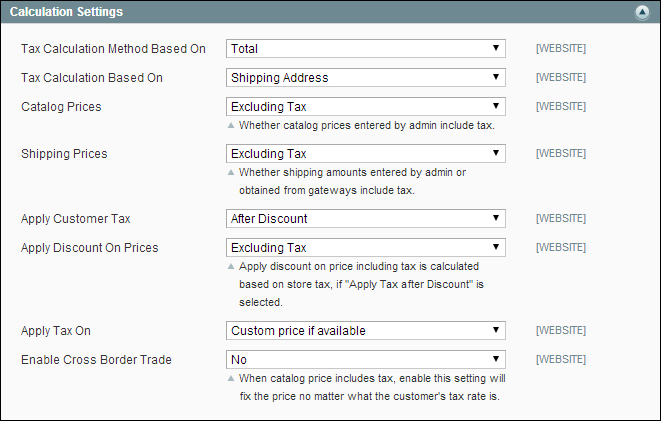 Calculation Settings
Tax Calculation Method Based On Total [WEBSITE]
Tax Calculation Based On Shipping Address [WEBSITE]
Catalog Prices Excluding Tax [WEBSITE]
Whether catalog prices entered by admin include tax.
Shipping Prices Excluding Tax [WEBSITE]
Whether shipping amounts entered by admin or
obtained from gateways include tax.
Apply Customer Tax After Discount [WEBSITE]
Apply Discount On Prices Excluding Tax [WEBSITE]
Apply discount on price including tax is calculated
based on store tax, if "Apply Tax after Discount" is
selected.
Apply Tax On Custom price if available [WEBSITE]
Enable Cross Border Trade No [WEBSITE]
When catalog price includes tax, enable this setting will
fix the price no matter what the customer's tax rate is.